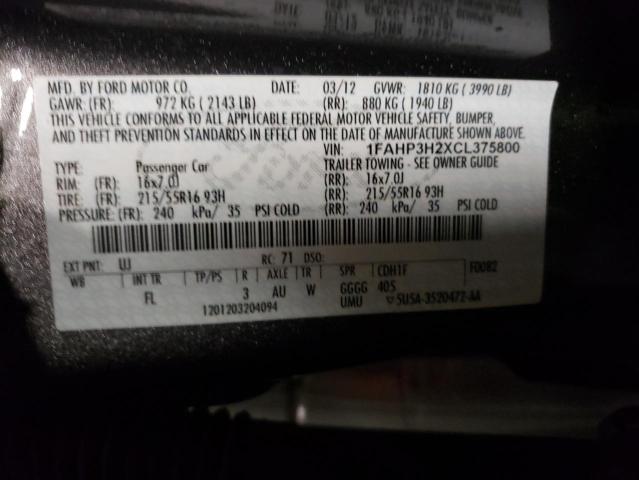 MFD. BY FORD MOTOR CO. DATE: 03/12 GVWR: 1810 KG ( 3990 LB)
GAWR: (FR): 972 KG ( 2143 LB) (RR): 880 KG ( 1940 LB)
THIS VEHICLE CONFORMS TO ALL APPLICABLE FEDERAL MOTOR VEHICLE SAFETY, BUMPER,
AND THEFT PREVENTION STANDARDS IN EFFECT ON THE DATE OF MANUFACTURE SHOWN ABOVE.
VIN: 1FAHP3H2XCL375800
TYPE: Passenger Car TRAILER TOWING - SEE OWNER GUIDE
RIM: (FR): 16x7.0J (RR): 16x7.0J
TIRE: (FR): 215/55R16 93H (RR): 215/55R16 93H
PRESSURE: (FR): 240 kPa/ 35 PSI COLD (RR): 240 kPa/ 35 PSI COLD
EXT PNT: UJ RC: 71 DSO: F0082
WB INT TR TP/PS R AXLE TR SPR CDH1F
FL 3 AU W GGGG 405
1201203204094 UMU 5U5A-3520472-AA